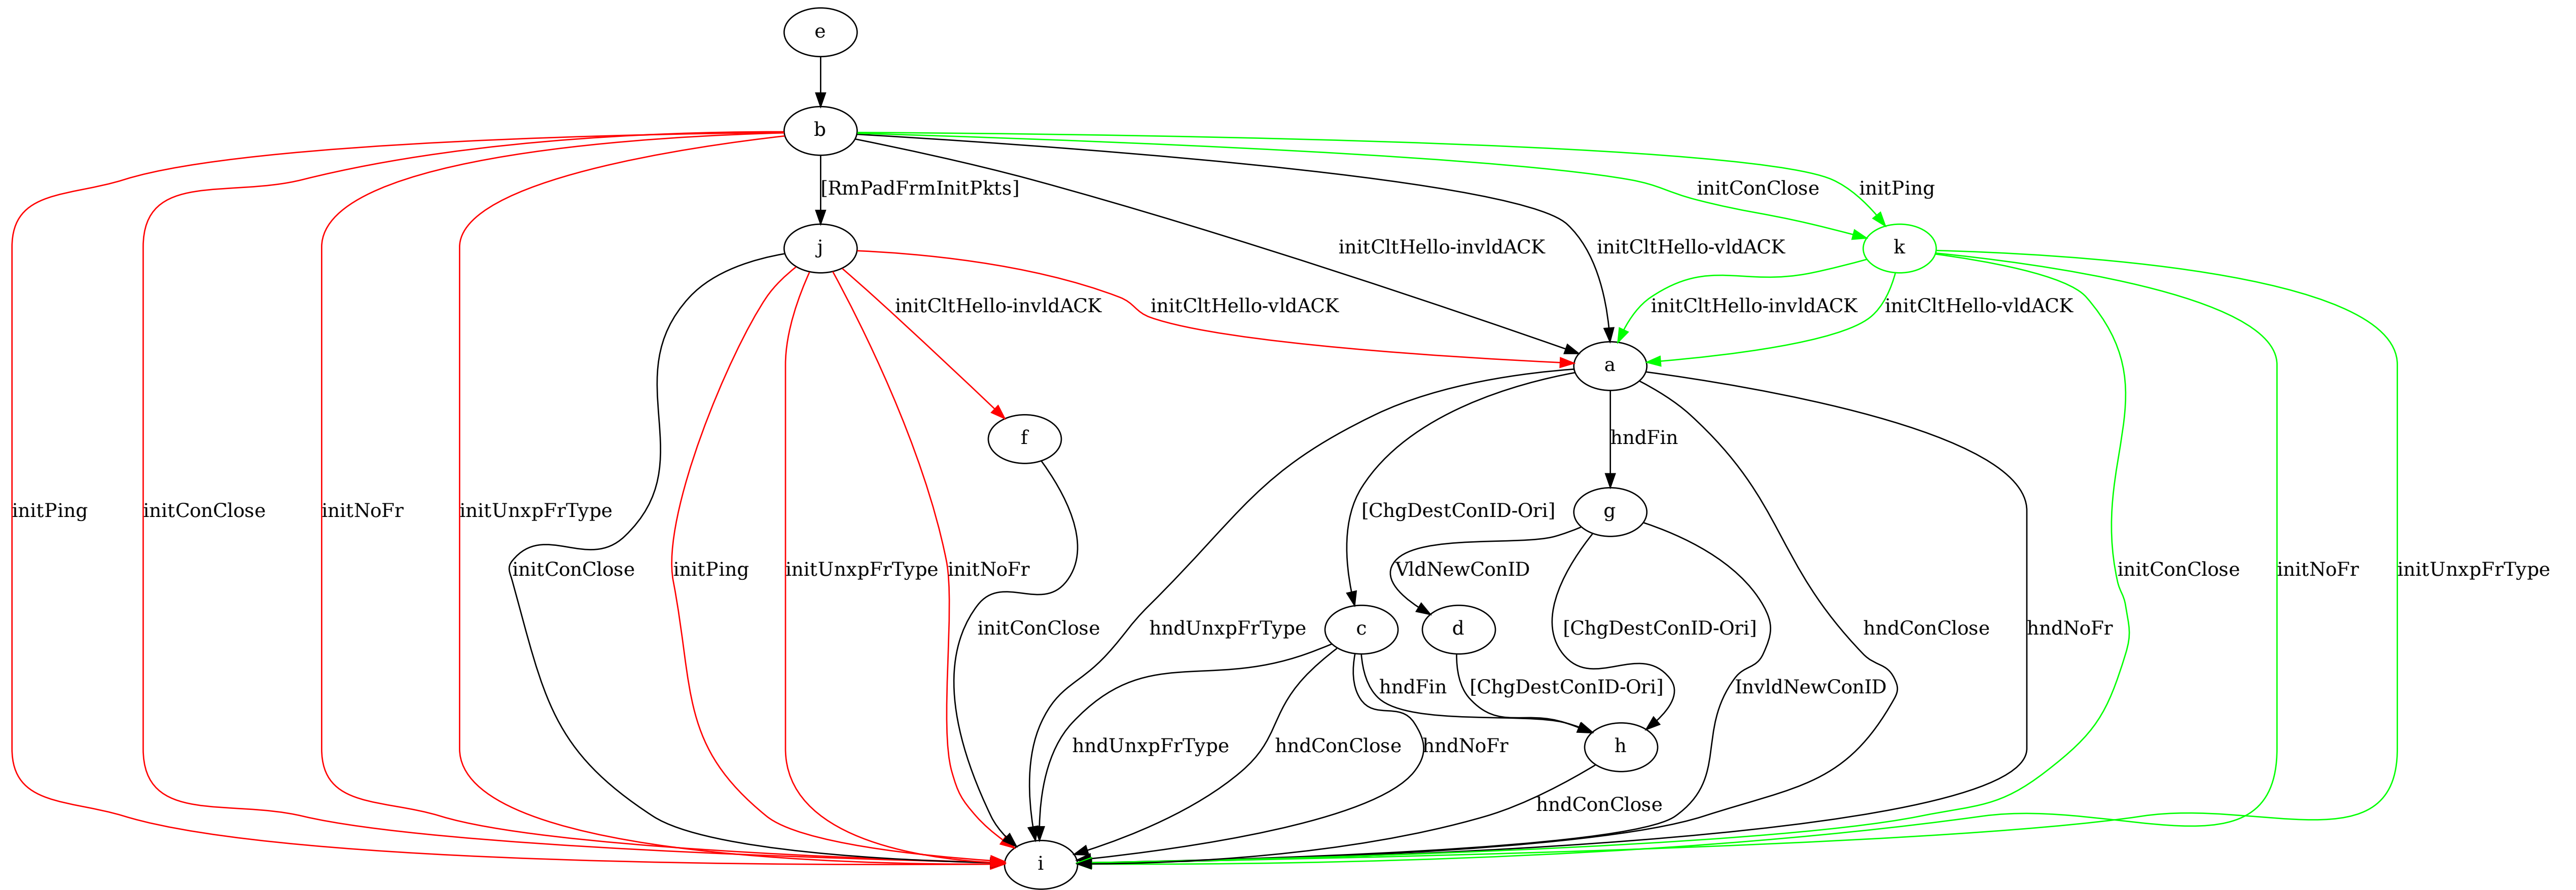 e
b
[RmPadFrmInitPkts]
initConClose
initPing
j
initCltHello-invldACK
initCltHello-vldACK
k
initCltHello-invldACK
initCltHello-vldACK
initCltHello-invldACK
initCltHello-vldACK
a
f
hndFin
initPing
initConClose
initNoFr
initUnxpFrType
[ChgDestConID-Ori]
g
initConClose
initPing
initUnxpFrType
initNoFr
VldNewConID
initConClose
initNoFr
initUnxpFrType
initConClose
hndUnxpFrType
c
d
[ChgDestConID-Ori]
hndConClose
hndNoFr
hndFin
[ChgDestConID-Ori]
InvldNewConID
hndUnxpFrType
hndConClose
hndNoFr
h
hndConClose
i